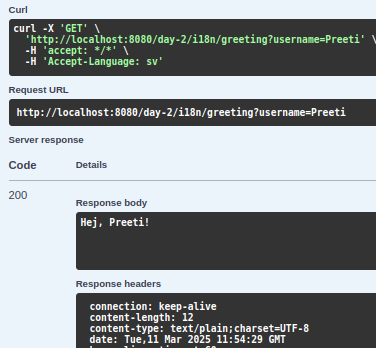 Curl
curl -X 'GET' \
'http://localhost:8080/day-2/i18n/greeting?username=Preeti' \
-H 'accept: */*' \
-H 'Accept-Language: sv'
Request URL
http://localhost:8080/day-2/i18n/greeting?username=Preeti
Server response
Code Details
200
Response body
Hej, Preeti!
Response headers
connection: keep-alive
content-length: 12
content-type: text/plain;charset=UTF-8
date: Tue,11 Mar 2025 11:54:29 GMT